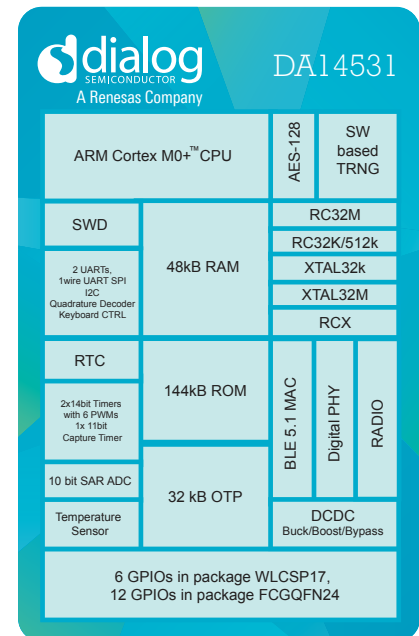 dialog
SEMICONDUCTOR
A Renesas Company
DA14531
ARM Cortex M0+™CPU
AES-128
SW
based
TRNG
SWD
2 UARTs,
1wire UART SPI
I2C
Quadrature Decoder
Keyboard CTRL
48kB RAM
RC32M
RC32K/512k
XTAL32k
XTAL32M
RCX
RTC
2x14bit Timers
with 6 PWMs
1x 11bit
Capture Timer
10 bit SAR ADC
Temperature
Sensor
144kB ROM
32 kB OTP
BLE 5.1 MAC
Digital PHY
RADIO
DCDC
Buck/Boost/Bypass
6 GPIOs in package WLCSP17,
12 GPIOs in package FCGQFN24